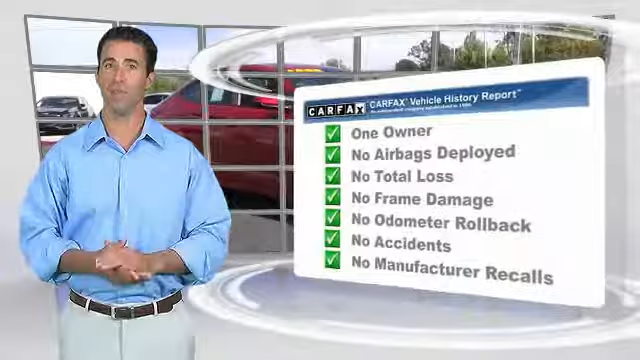 CARFAX CARFAX Vehicle History Report™
One Owner
No Airbags Deployed
No Total Loss
No Frame Damage
No Odometer Rollback
No Accidents
No Manufacturer Recalls